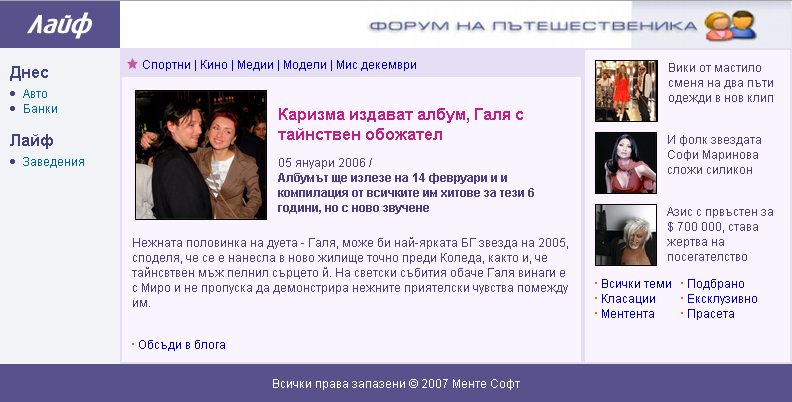 Лайф
ФОРУМ НА ПЪТЕШЕСТВЕНИКА
Днес
Авто
Банки
Лайф
Заведения
Спортни | Кино | Медии | Модели | Мис декември
Каризма издават албум, Галя с
тайнствен обожател
05 януари 2006 /
Албумът ще излезе на 14 февруари и и
компилация от всичките им хитове за тези 6
години, но с ново звучене
Нежната половинка на дуета - Галя, може би най-ярката БГ звезда на 2005,
споделя, че се е нанесла в ново жилище точно преди Коледа, както и, че
тайнсвтвен мъж пелнил сърцето й. На светски събития обаче Галя винаги е
с Миро и не пропуска да демонстрира нежните приятелски чувства помежду
им.
Обсъди в блога
Вики от мастило
сменя на два пъти
одежди в нов клип
И фолк звездата
Софи Маринова
сложи силикон
Азис с първстен за
$ 700 000, става
жертва на
посегателство
Всички теми
Подбрано
Класации
Ексклузивно
Ментента
Прасета
Всички права запазени © 2007 Менте Софт